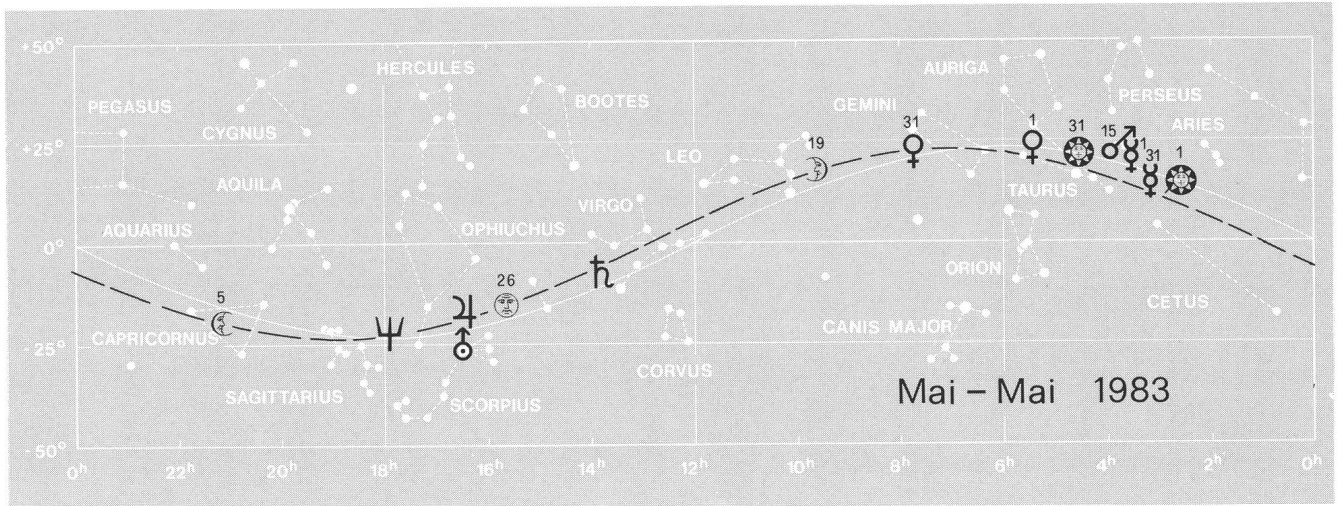 +50°
HERCULES
AURIGA
PEGASUS
BOOTES
GEMINI
PERSEUS
CYGNUS
31
1
31
15
ARIES
+25°
19
1
31
1
LEO
AQUILA
TAURUS
VIRGO
AQUARIUS
OPHIUCHUS
0°
ORION
5
26
CETUS
CAPRICORNUS
CANIS MAJOR
-25°
CORVUS
SAGITTARIUS
SCORPIUS
Mai – Mai 1983
-50°
0h 22h 20h 18h 16h 14h 12h 10h 8h 6h 4h 2h 0h